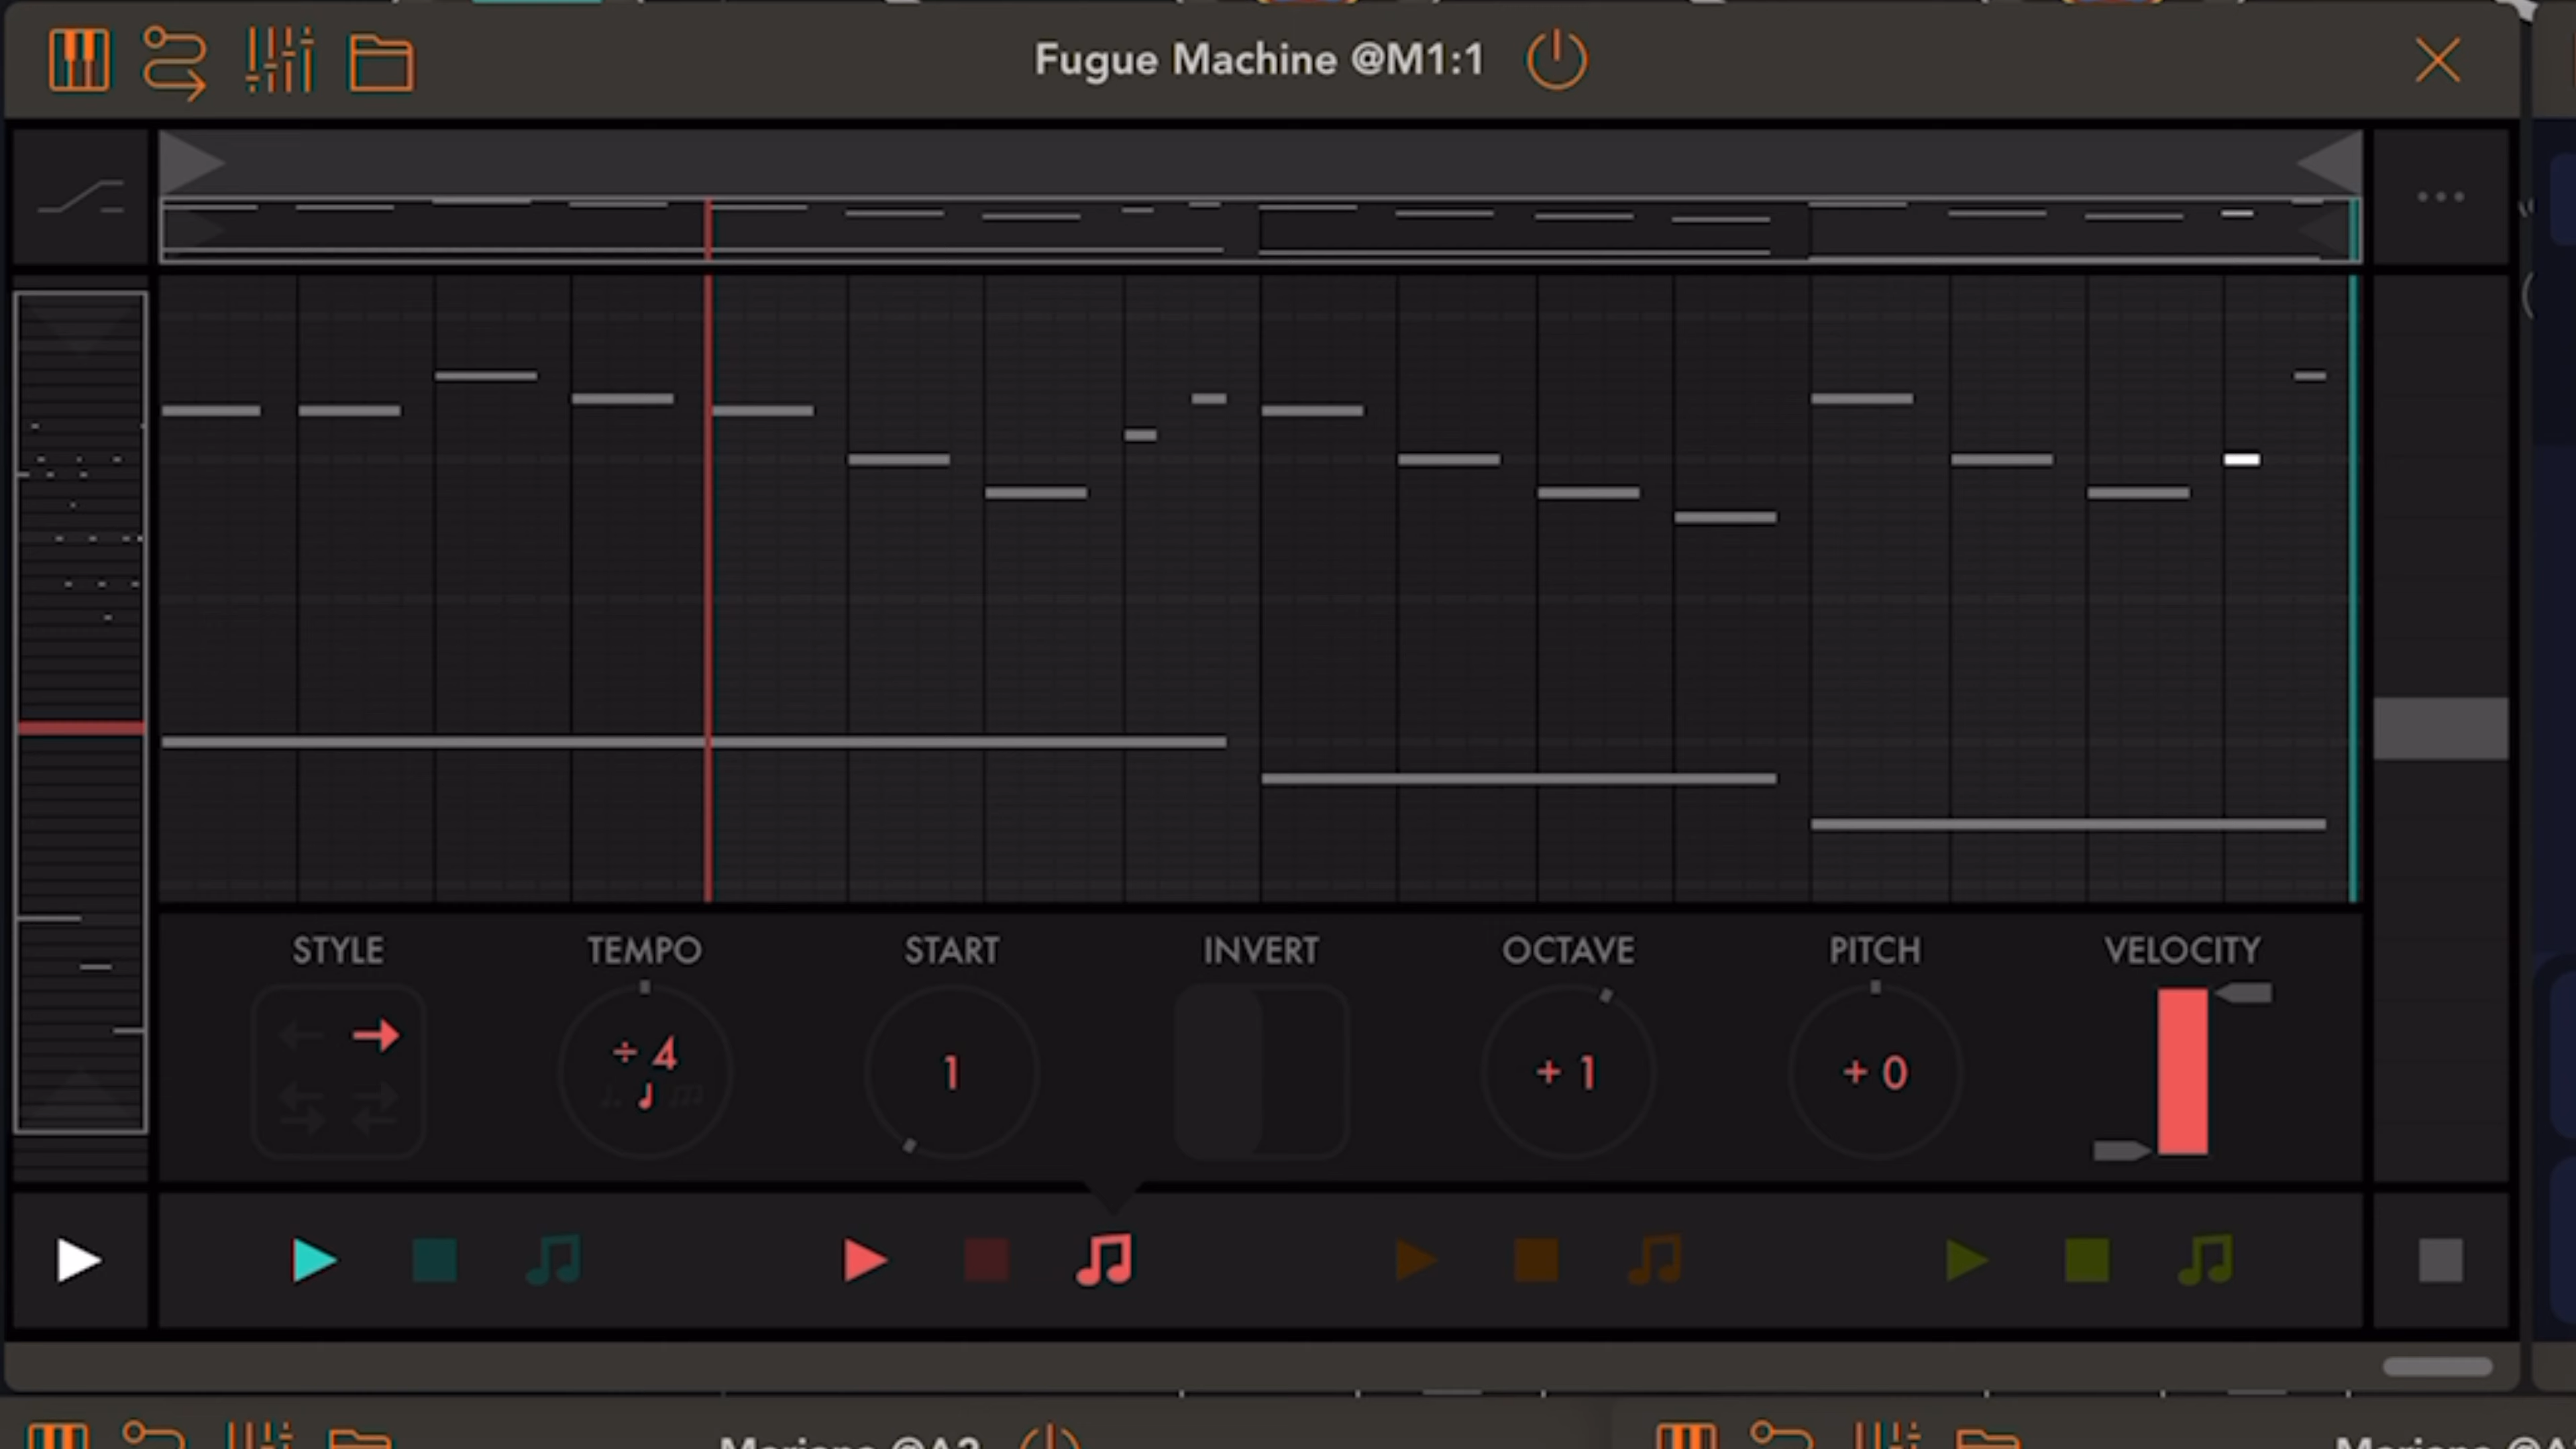 Fugue Machine @M1:1
STYLE TEMPO START INVERT OCTAVE PITCH VELOCITY
÷ 4 1 + 1 + 0